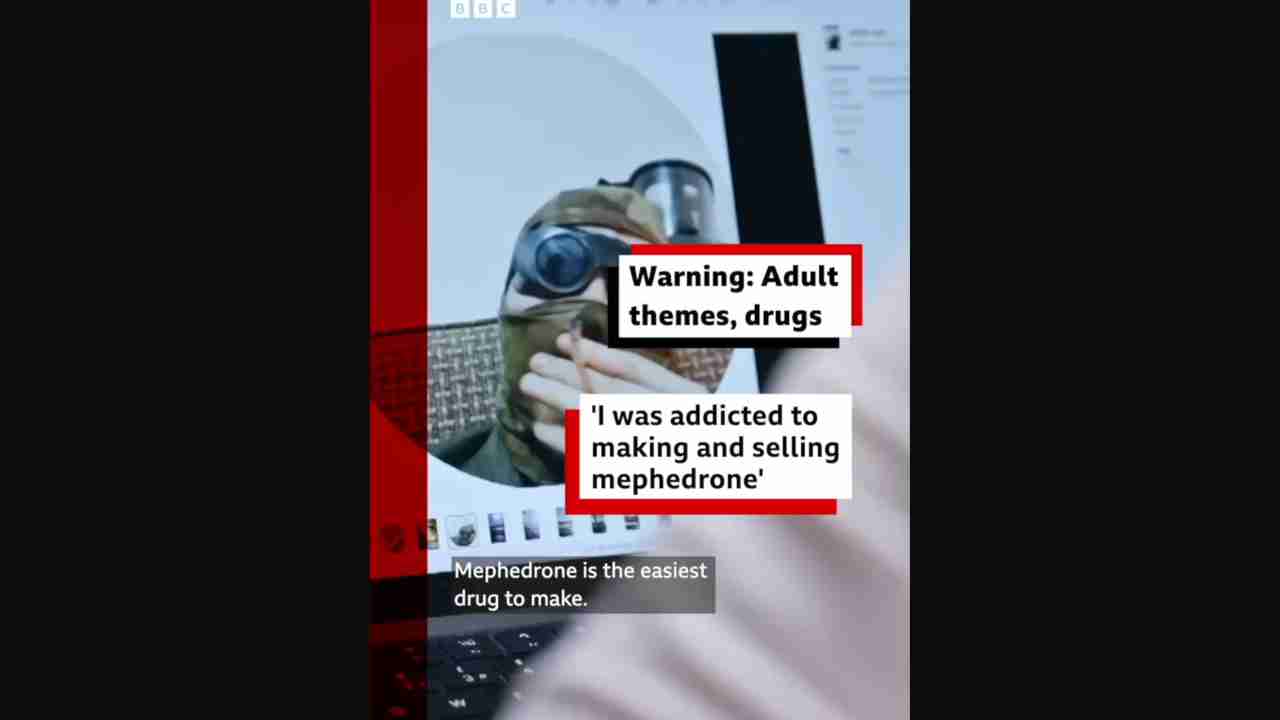 BBC
Warning: Adult
themes, drugs
'I was addicted to
making and selling
mephedrone'
Mephedrone is the easiest
drug to make.